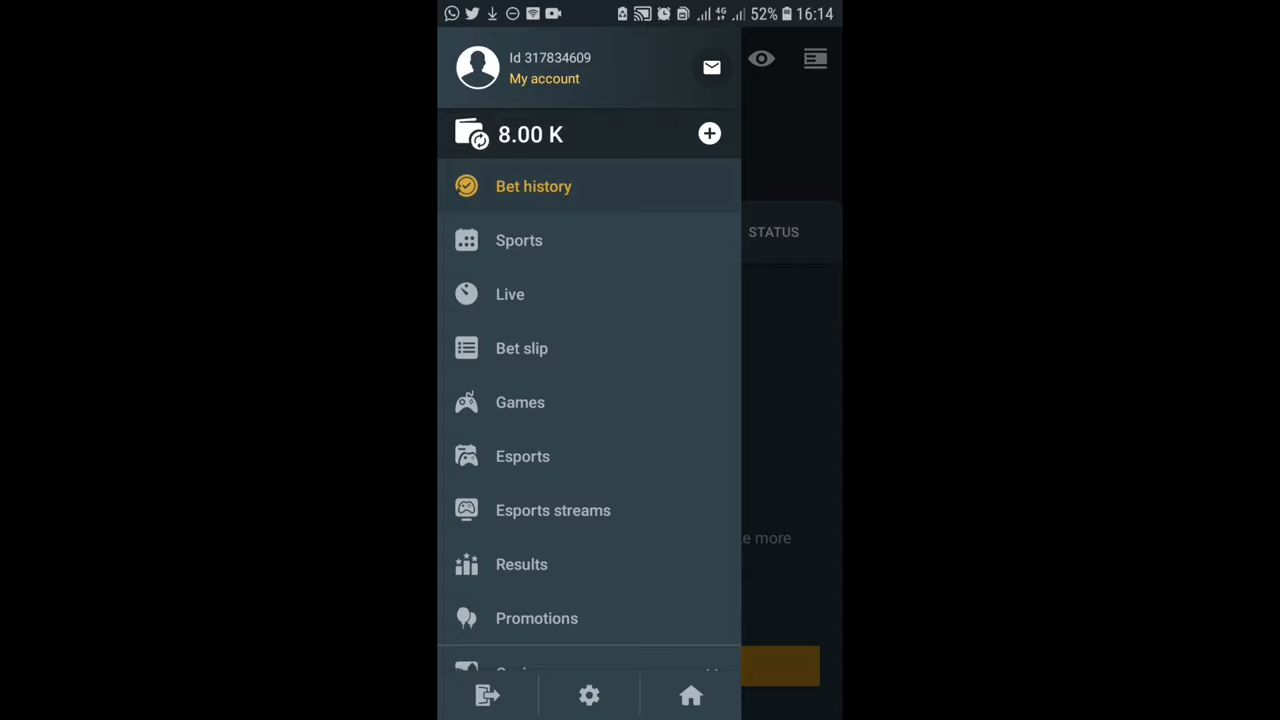 4G 52% 16:14
Id 317834609
My account
8.00 K
Bet history
STATUS
Sports
Live
Bet slip
Games
Esports
Esports streams
more
Results
Promotions